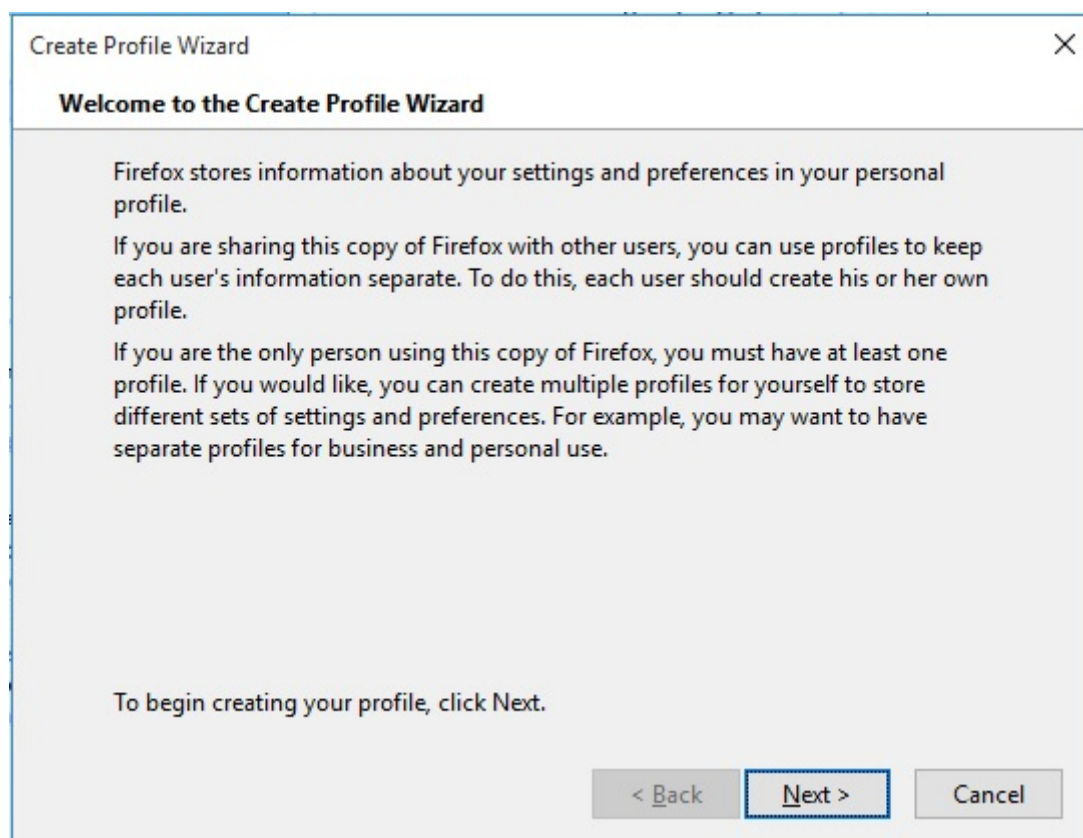 Create Profile Wizard
Welcome to the Create Profile Wizard
Firefox stores information about your settings and preferences in your personal
profile.
If you are sharing this copy of Firefox with other users, you can use profiles to keep
each user's information separate. To do this, each user should create his or her own
profile.
If you are the only person using this copy of Firefox, you must have at least one
profile. If you would like, you can create multiple profiles for yourself to store
different sets of settings and preferences. For example, you may want to have
separate profiles for business and personal use.
To begin creating your profile, click Next.
< Back Next > Cancel